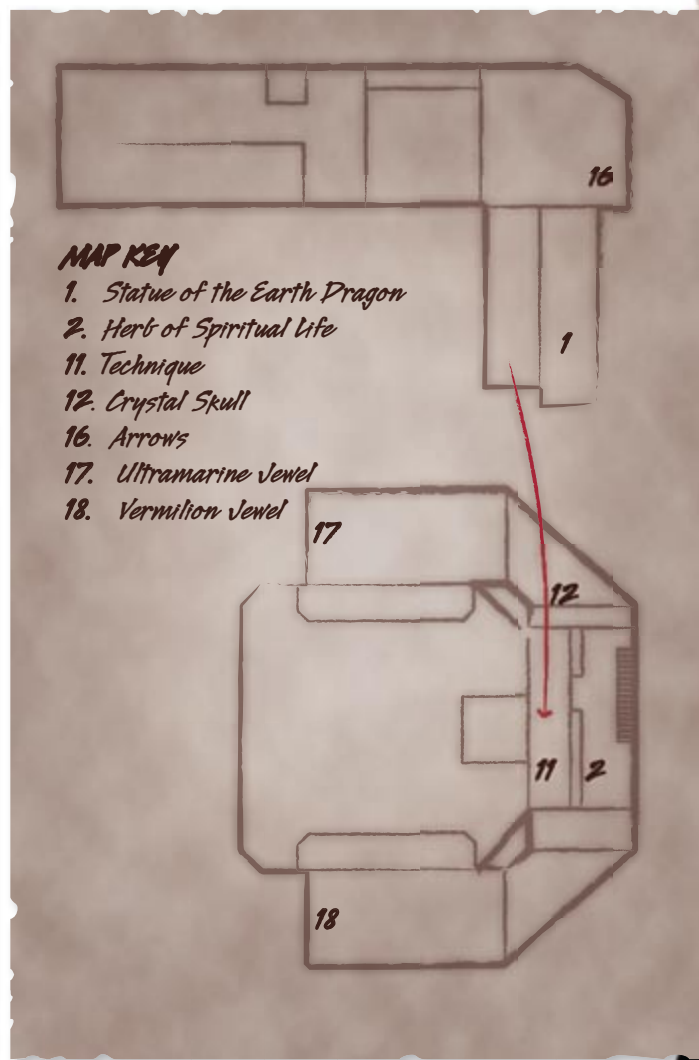 16
MAP KEY
1. Statue of the Earth Dragon
2. Herb of Spiritual Life
1
11. Technique
12. Crystal Skull
16. Arrows
17. Ultramarine Jewel
18. Vermilion Jewel
17
12
11
2
18